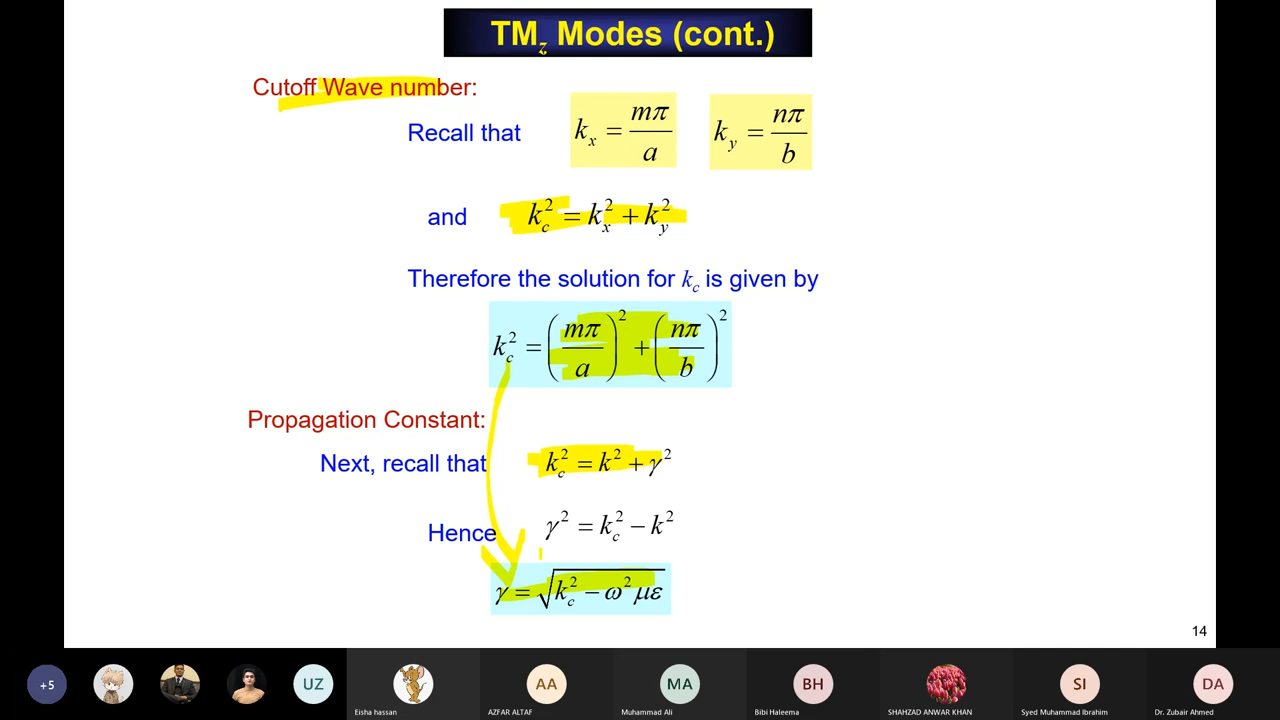 TM_z Modes (cont.)
Cutoff Wave number:
Recall that k_x = mπ/a k_y = nπ/b
and k_c^2 = k_x^2 + k_y^2
Therefore the solution for k_c is given by
k_c^2 = (mπ/a)^2 + (nπ/b)^2
Propagation Constant:
Next, recall that k_c^2 = k^2 + γ^2
Hence γ^2 = k_c^2 − k^2
γ = √(k_c^2 − ω^2με)
14
+5 UZ AA MA BH SI DA
Eisha hassan AZFAR ALTAF Muhammad Ali Bibi Haleema SHAHZAD ANWAR KHAN Syed Muhammad Ibrahim Dr. Zubair Ahmed